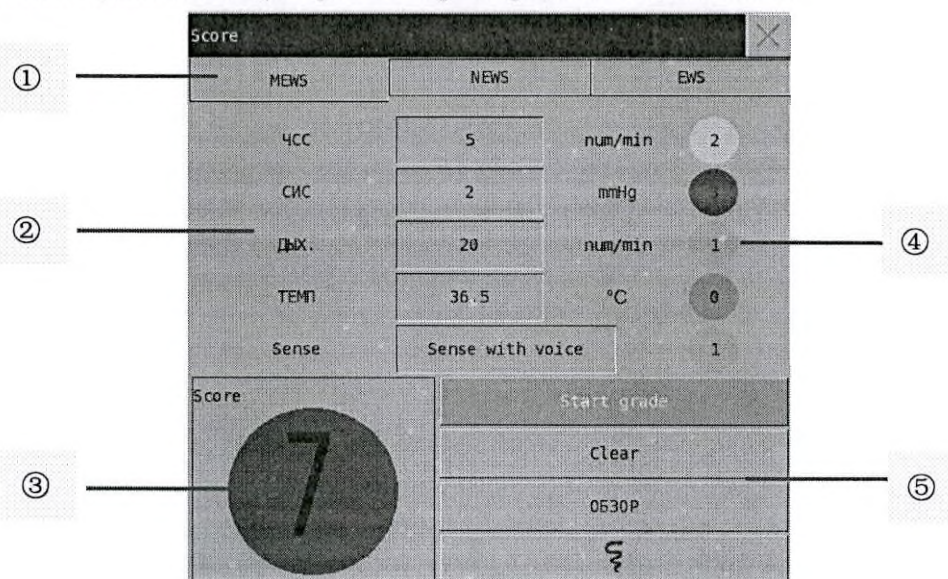 Score
① MEWS NEWS EWS
ЧСС 5 num/min 2
СИС 2 mmHg 3
② ДЫХ. 20 num/min 1 ④
ТЕМП 36.5 °C 0
Sense Sense with voice 1
Score Start grade
Clear
③ 7 ⑤
ОБЗОР